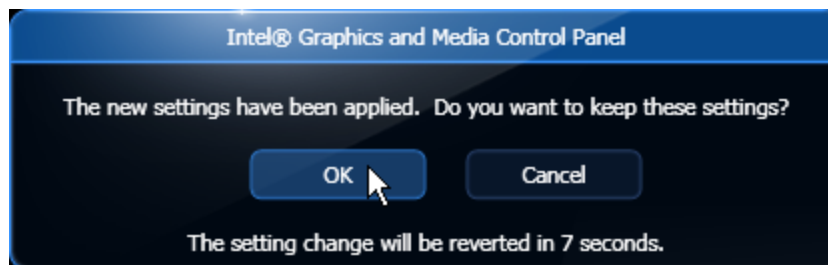 Intel® Graphics and Media Control Panel
The new settings have been applied.  Do you want to keep these settings?
OK
Cancel
The setting change will be reverted in 7 seconds.